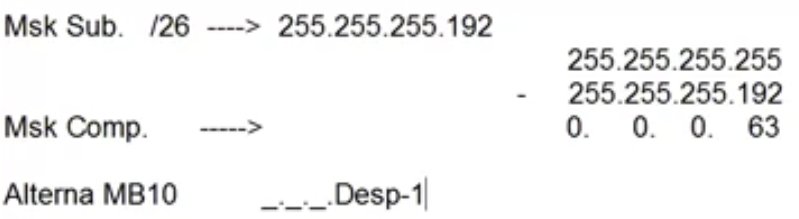 Msk Sub. /26 ----> 255.255.255.192
255.255.255.255
- 255.255.255.192
Msk Comp. -----> 0. 0. 0. 63
Alterna MB10 _._._.Desp-1